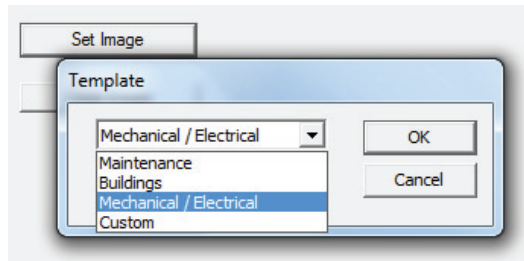 Set Image
Template
Mechanical / Electrical
OK
Maintenance
Buildings
Cancel
Mechanical / Electrical
Custom